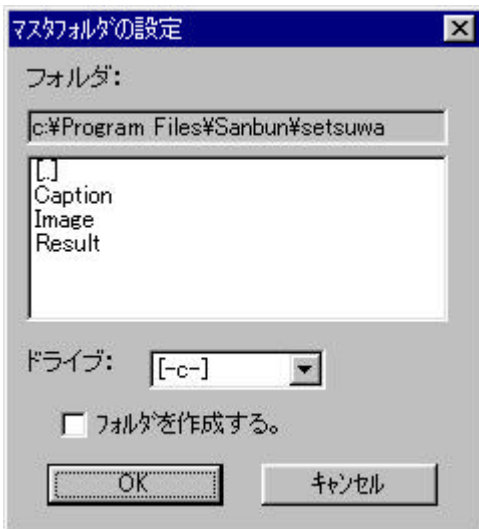 ﾏｽﾀﾌｫﾙﾀﾞの設定
フォルダ:
c:¥Program Files¥Sanbun¥setsuwa
[..]
Caption
Image
Result
ドライブ: [-c-]
ﾌｫﾙﾀﾞを作成する。
OK ｷｬﾝｾﾙ